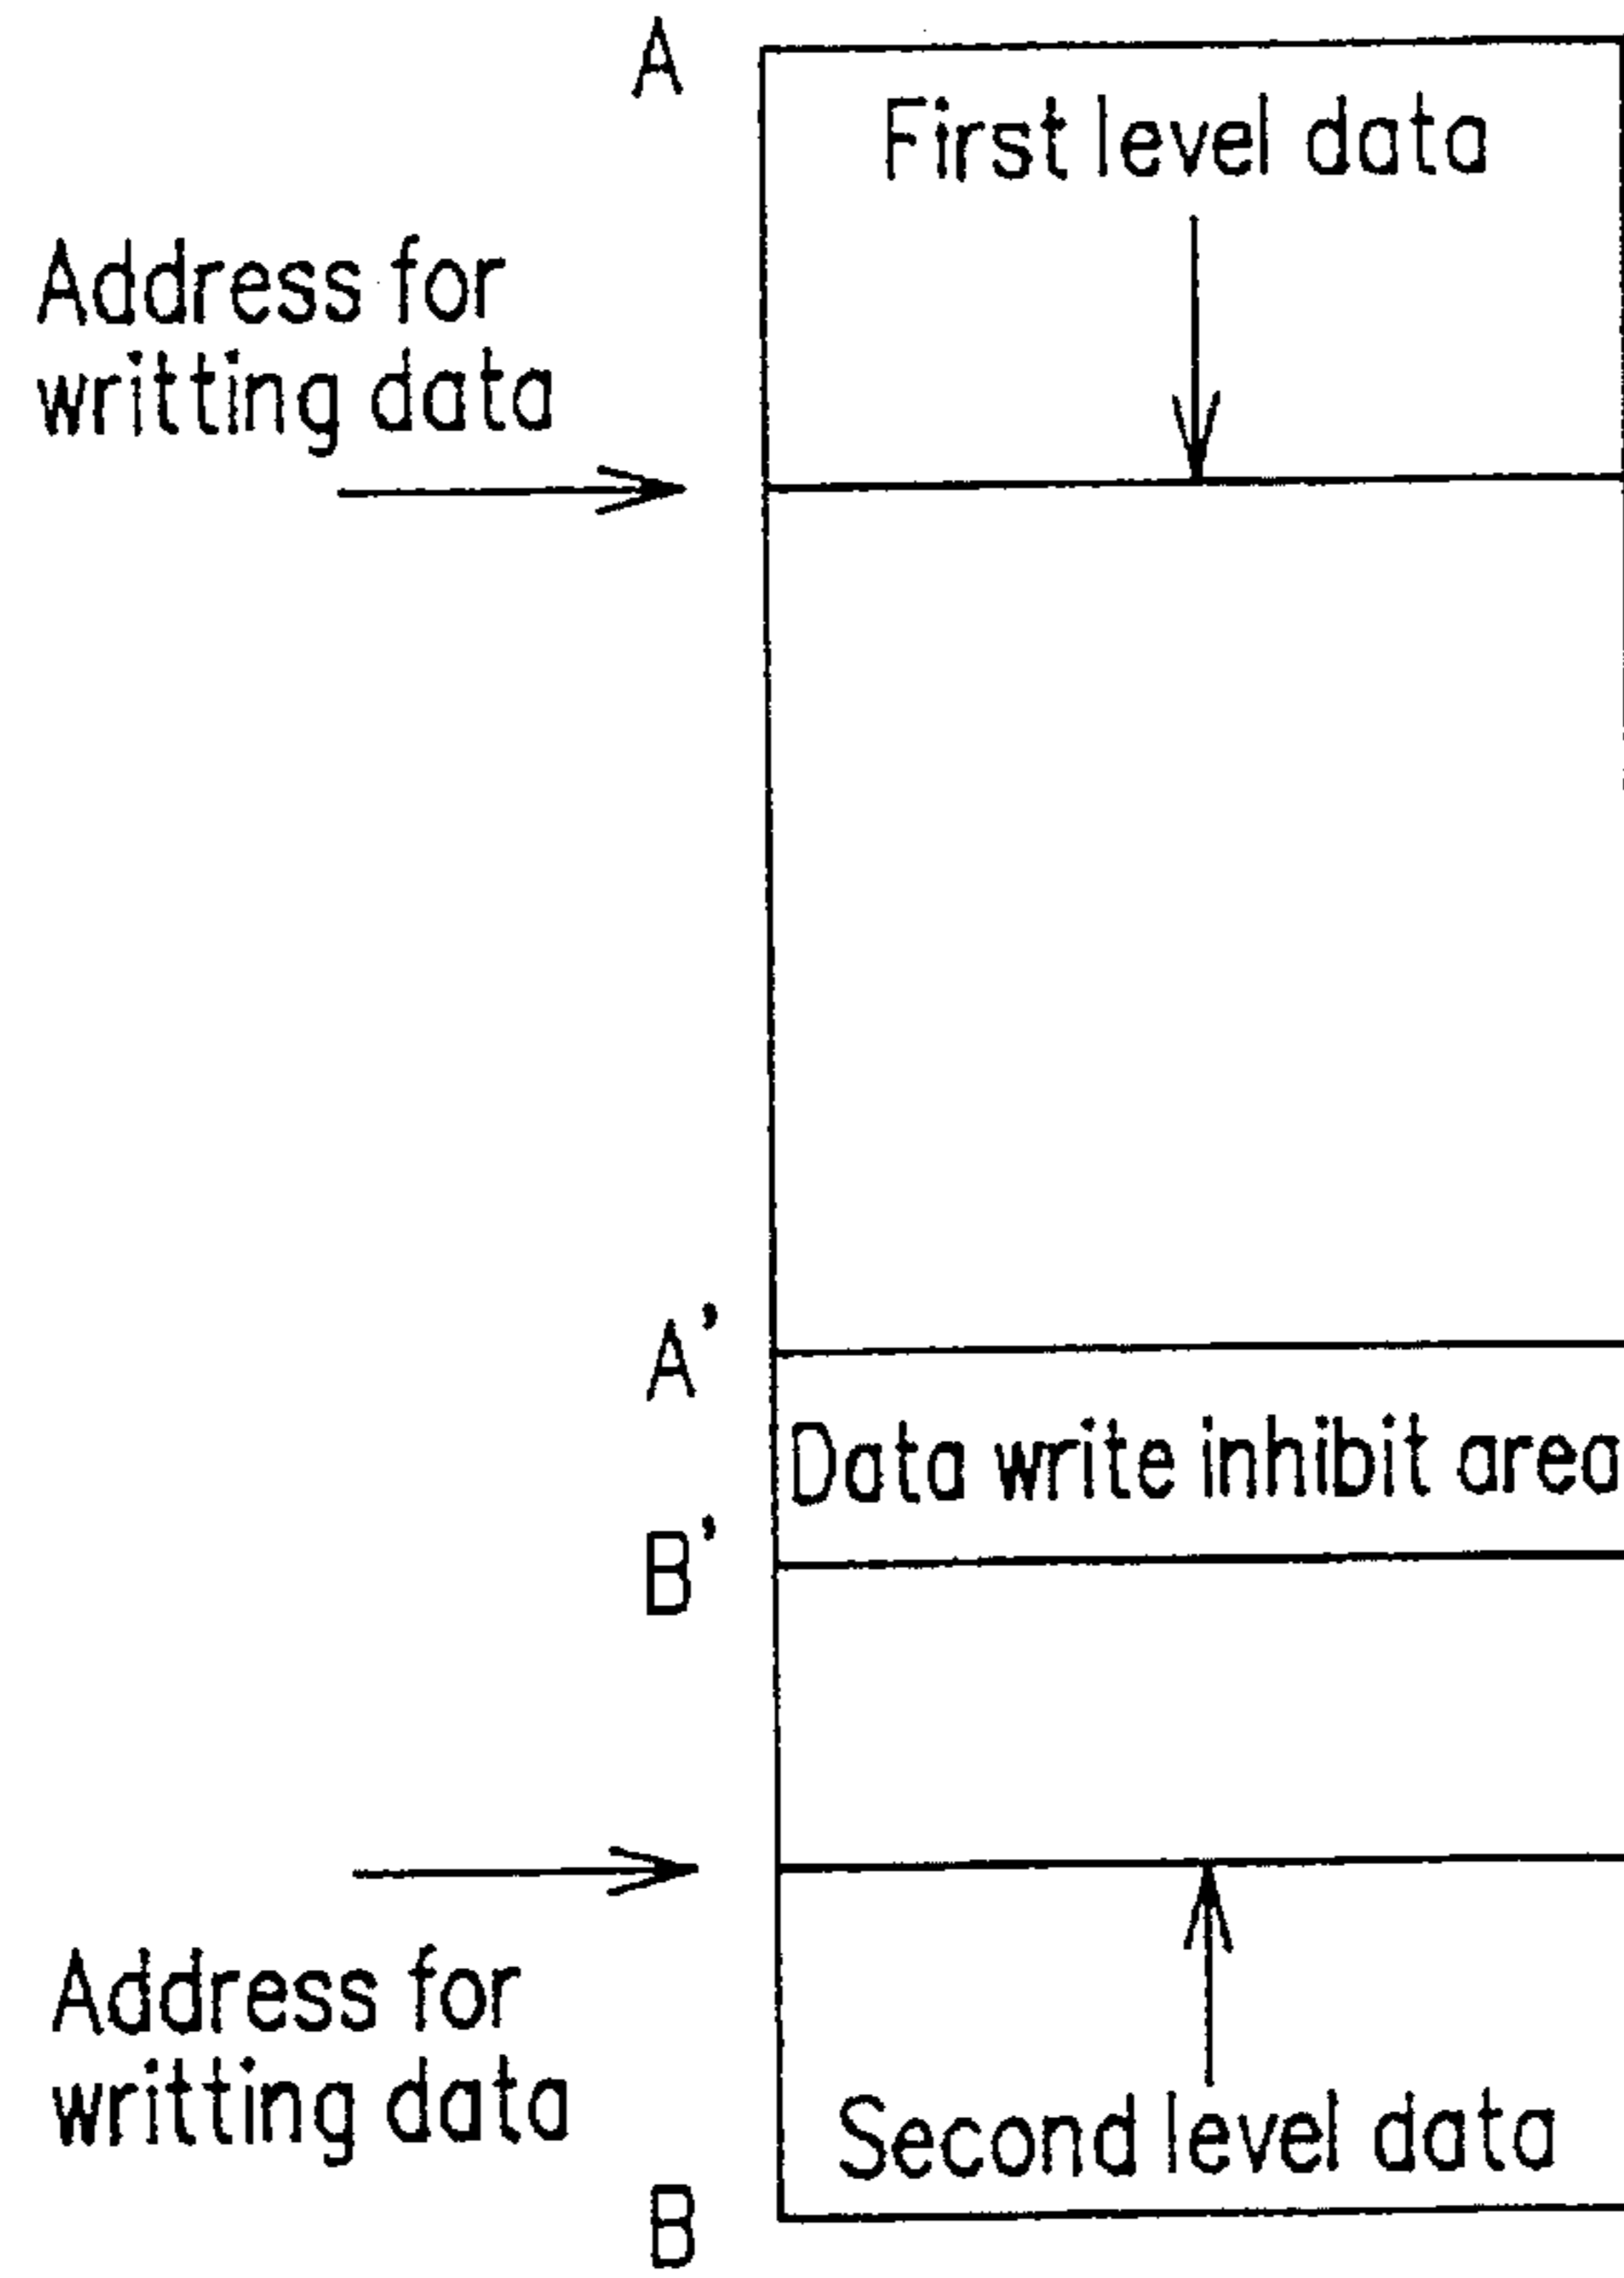 A
First level data
Address for
writting data
A’
Data write inhibit area
B’
Address for
writting data
Second level data
B